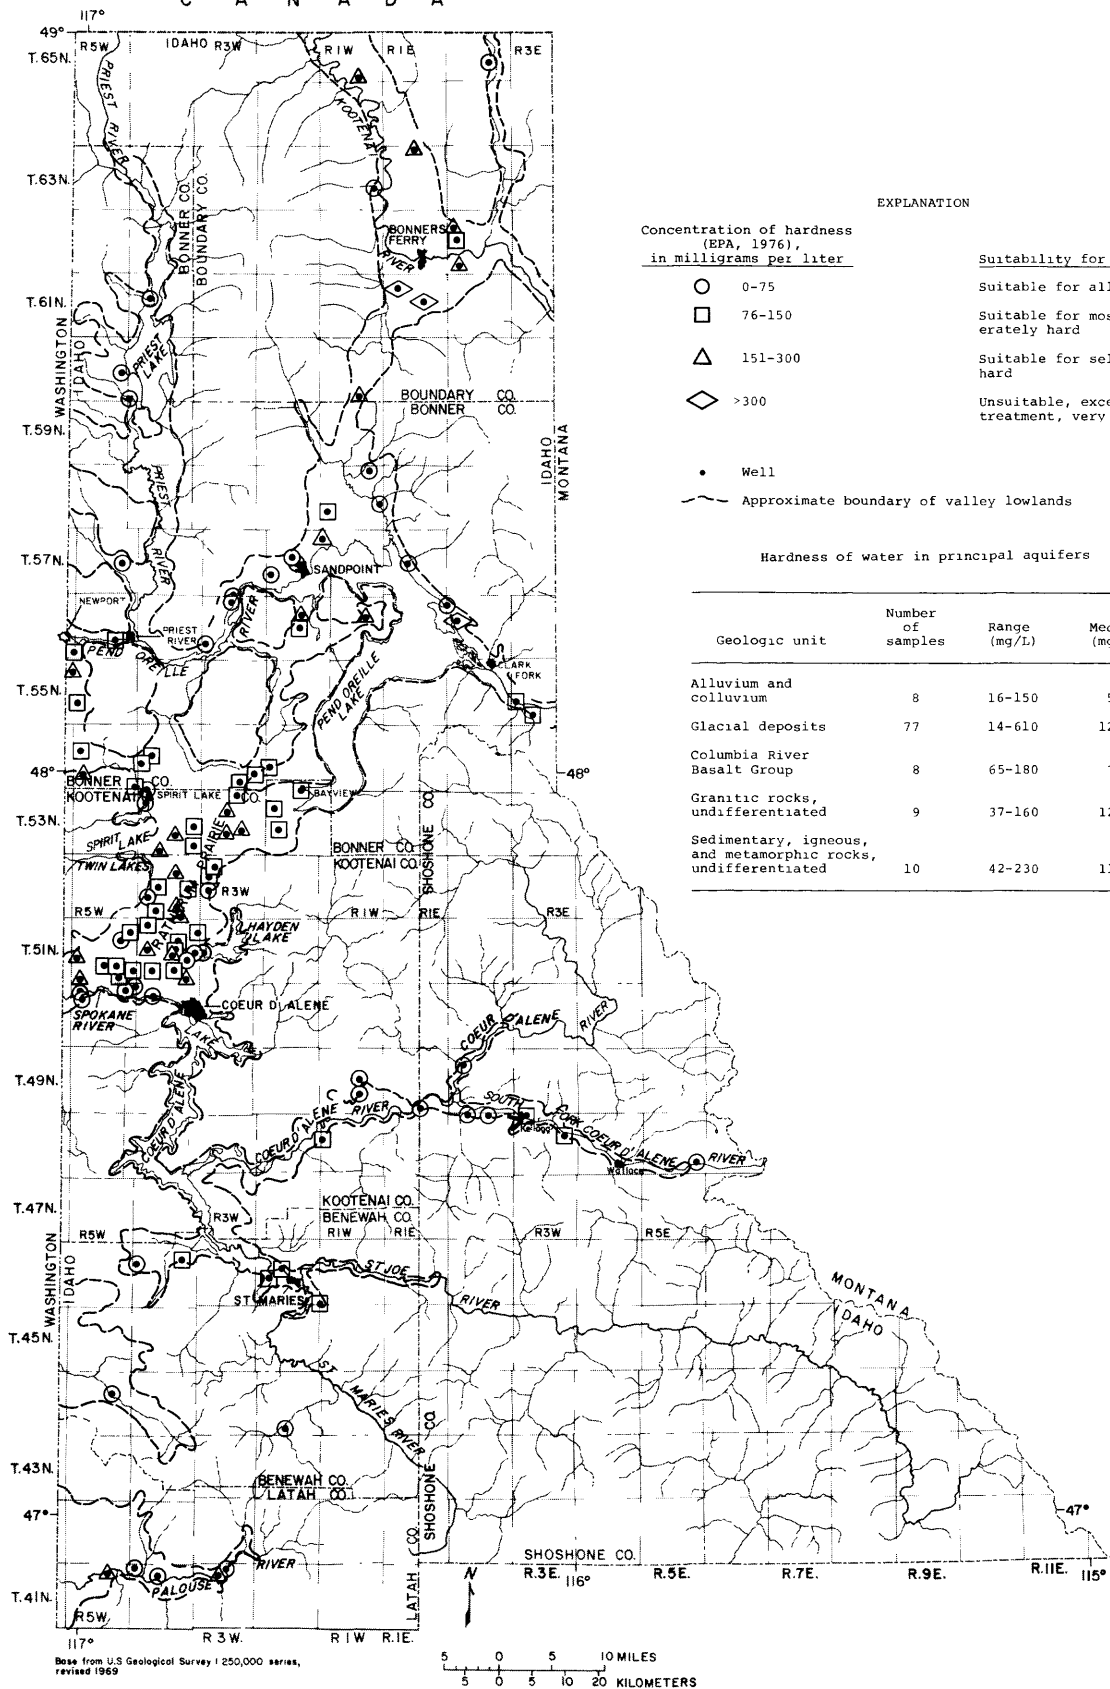 C A N A D A
117°
49°
R5W
IDAHO
R3W
R1W
R1E
R3E
T.65N.
PRIEST RIVER
KOOTENAI
T.63N.
BONNER CO.
BOUNDARY CO.
BONNERS FERRY
RIVER
T.61N.
WASHINGTON
IDAHO
PRIEST LAKE
BOUNDARY CO.
BONNER CO.
T.59N.
IDAHO
MONTANA
PRIEST
RIVER
T.57N.
SANDPOINT
NEWPORT
PRIEST RIVER
RIVER
PEND OREILLE
CLARK FORK
T.55N.
PEND OREILLE LAKE
48°
48°
BONNER CO.
KOOTENAI CO.
SPIRIT LAKE
BAYVIEW
T.53N.
SPIRIT LAKE
PRAIRIE
TWIN LAKES
BONNER CO.
KOOTENAI CO.
SHOSHONE CO.
R3W
R5W
R1W
R1E
R3E
HAYDEN LAKE
T.51N.
SPOKANE RIVER
COEUR D'ALENE
COEUR D'ALENE
LAKE
COEUR D'ALENE RIVER
T.49N.
COEUR D'ALENE RIVER
SOUTH FORK COEUR D'ALENE RIVER
Kellogg
Wallace
T.47N.
KOOTENAI CO.
BENEWAH CO.
R5W
R3W
R1W
R1E
R3W
R5E
WASHINGTON
IDAHO
ST JOE
RIVER
ST MARIES
MONTANA
IDAHO
T.45N.
ST MARIES RIVER
T.43N.
BENEWAH CO.
LATAH CO.
SHOSHONE CO.
LATAH CO
47°
47°
SHOSHONE CO.
RIVER
PALOUSE
T.41N.
R5W
N
R.3E.
116°
R.5E.
R.7E.
R.9E.
R.11E.
115°
117°
R 3 W.
R 1 W
R.1E.
Base from U.S Geological Survey 1 250,000 series,
revised 1969
5 0 5 10 MILES
5 0 5 10 20 KILOMETERS
EXPLANATION
Concentration of hardness
(EPA, 1976),
in milligrams per liter
Suitability for
0-75
Suitable for all
76-150
Suitable for mos
erately hard
151-300
Suitable for sel
hard
>300
Unsuitable, exce
treatment, very
Well
Approximate boundary of valley lowlands
Hardness of water in principal aquifers
Geologic unit
Number
of
samples
Range
(mg/L)
Me
(m
Alluvium and
colluvium 8 16-150
Glacial deposits 77 14-610 12
Columbia River
Basalt Group 8 65-180
Granitic rocks,
undifferentiated 9 37-160 12
Sedimentary, igneous,
and metamorphic rocks,
undifferentiated 10 42-230 11